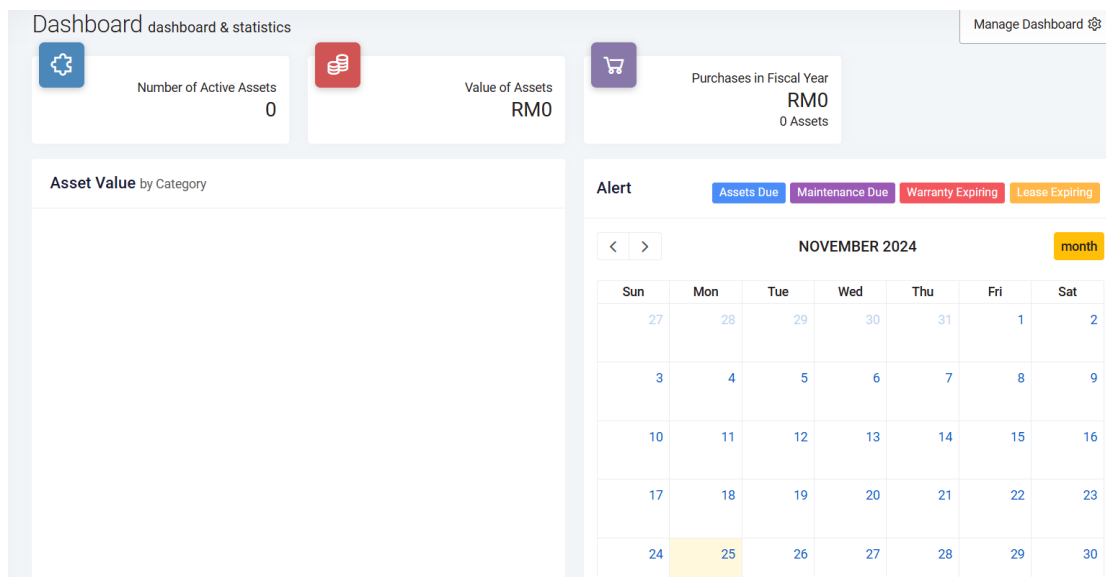 Dashboard dashboard & statistics
Manage Dashboard
Number of Active Assets
0
Value of Assets
RM0
Purchases in Fiscal Year
RM0
0 Assets
Asset Value by Category
Alert
Assets Due
Maintenance Due
Warranty Expiring
Lease Expiring
NOVEMBER 2024
month
Sun Mon Tue Wed Thu Fri Sat
27 28 29 30 31 1 2
3 4 5 6 7 8 9
10 11 12 13 14 15 16
17 18 19 20 21 22 23
24 25 26 27 28 29 30